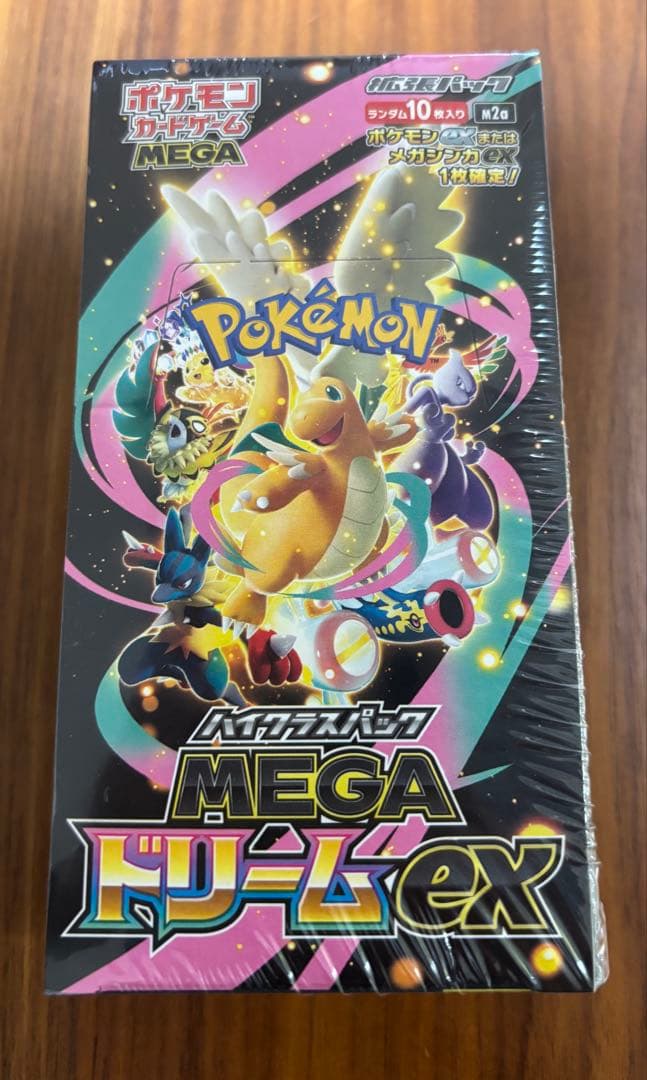 ポケモン
カードゲーム
MEGA
拡張パック
ランダム10枚入り M2a
ポケモンexまたは
メガシンカex
1枚確定!
POKÉMON
TM
ハイクラスパック
MEGA
ドリームex